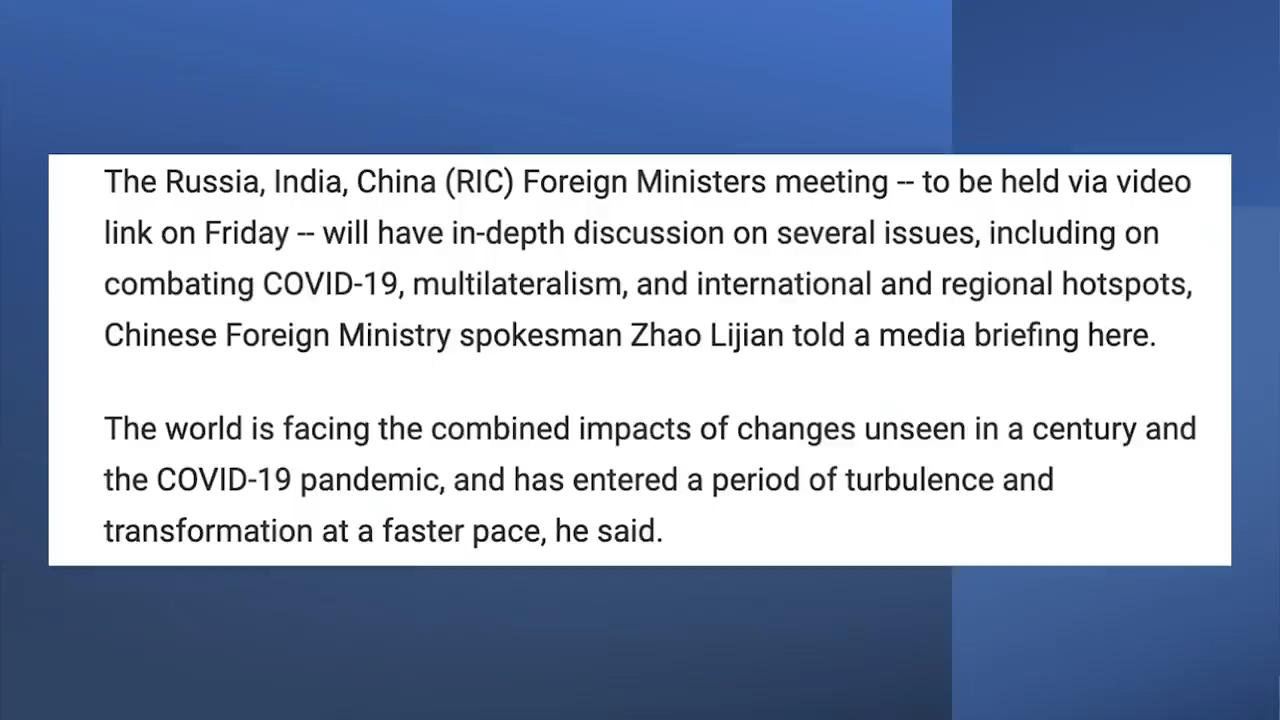 The Russia, India, China (RIC) Foreign Ministers meeting -- to be held via video
link on Friday -- will have in-depth discussion on several issues, including on
combating COVID-19, multilateralism, and international and regional hotspots,
Chinese Foreign Ministry spokesman Zhao Lijian told a media briefing here.
The world is facing the combined impacts of changes unseen in a century and
the COVID-19 pandemic, and has entered a period of turbulence and
transformation at a faster pace, he said.